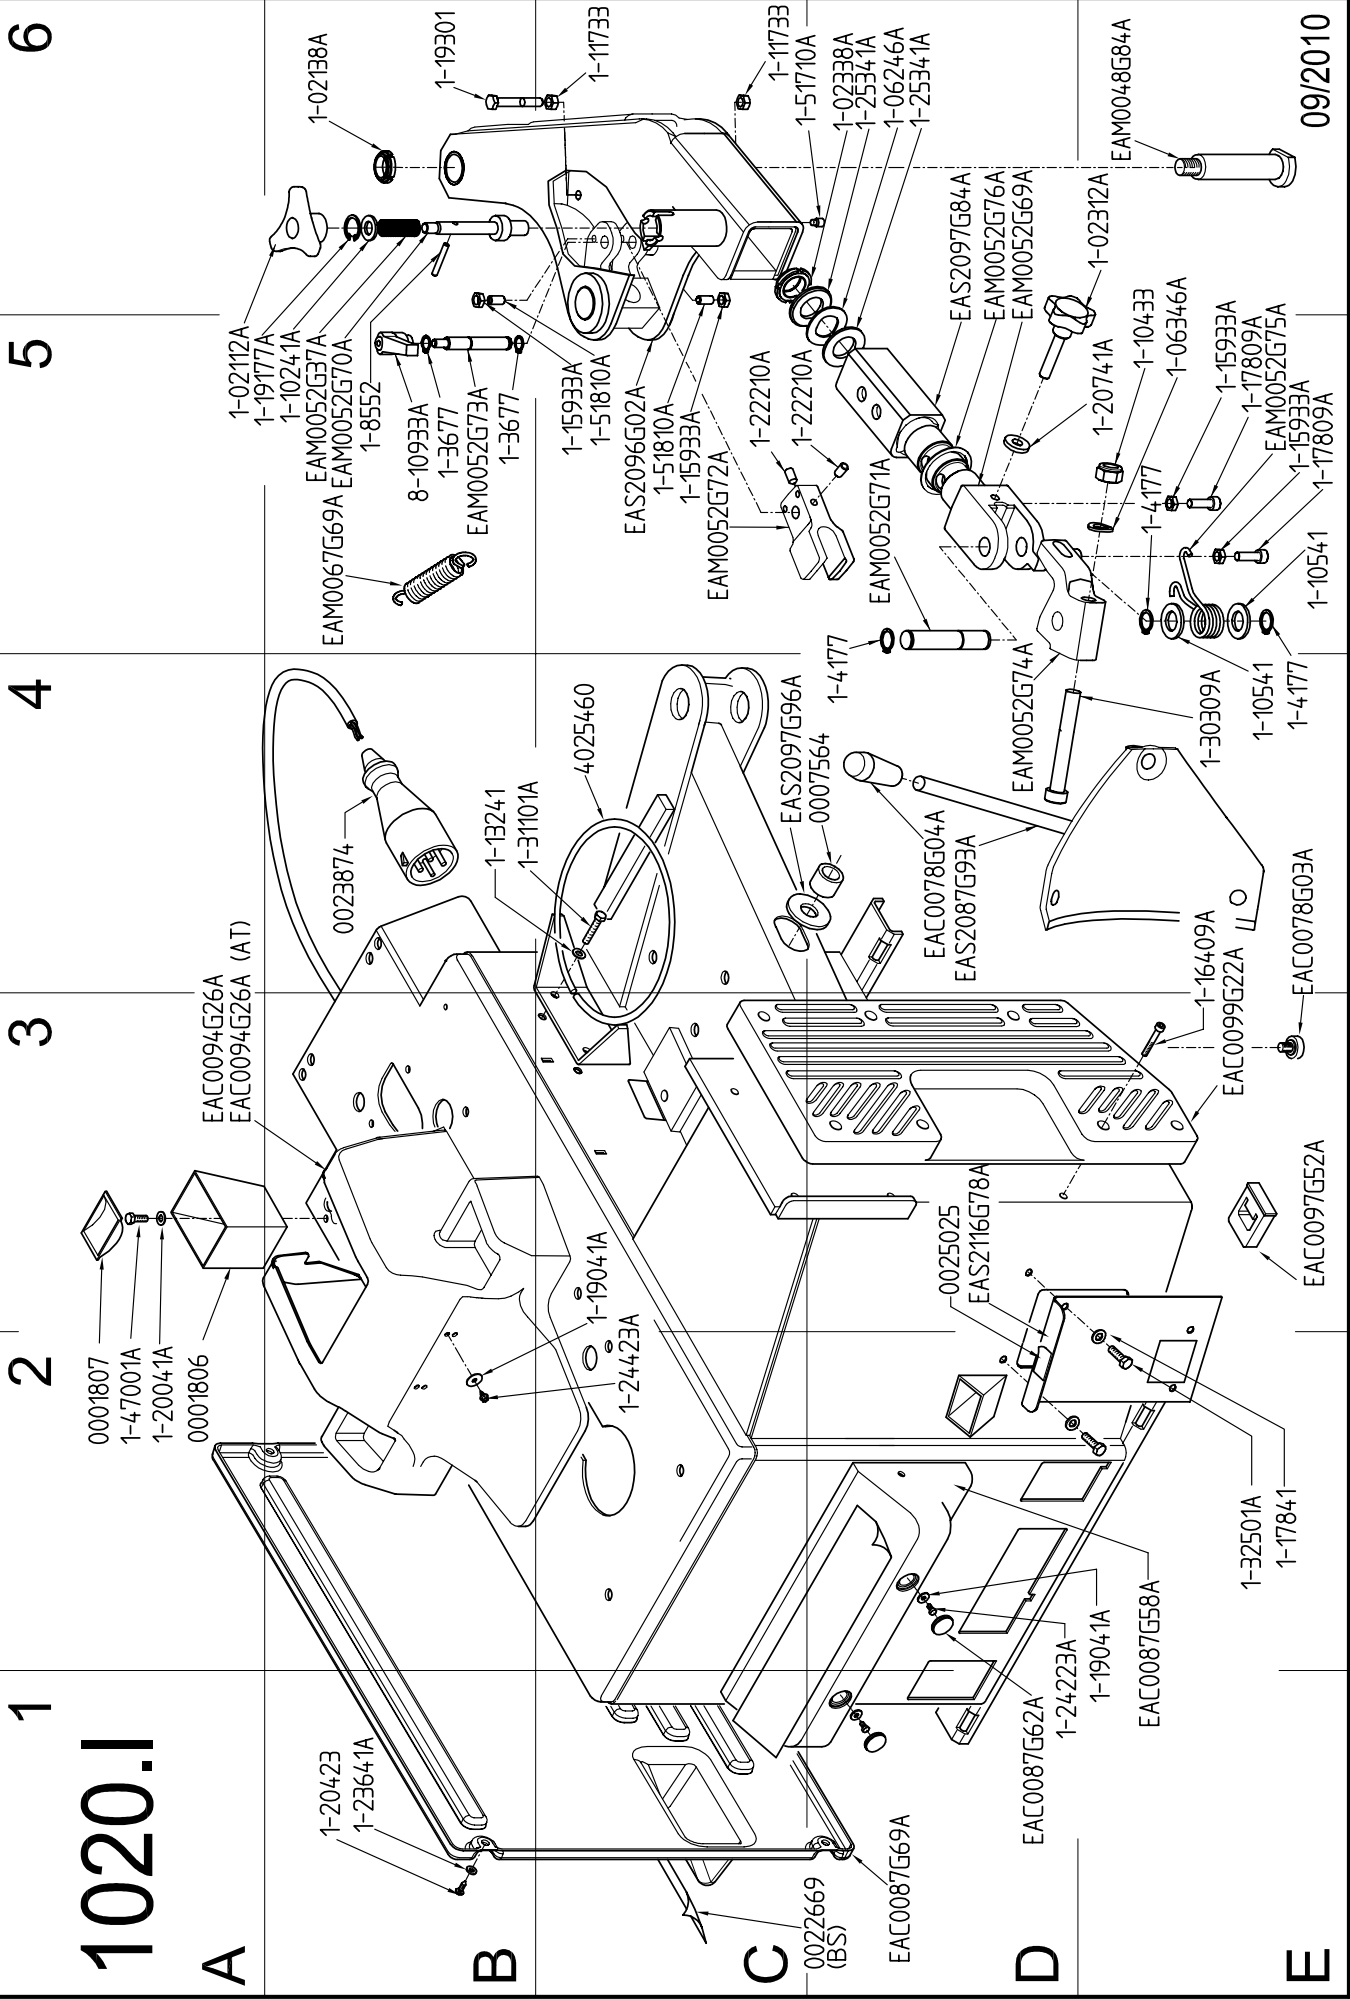 1020.I
1
2
3
4
5
6
A
B
C
D
E
0001807
1-47001A
1-20041A
0001806
EAC0094G26A
EAC0094G26A (AT)
0023874
1-20423
1-23641A
1-19041A
1-24423A
1-13241
1-31101A
4025460
EAS2097G96A
0007564
EAC0078G04A
EAS2087G93A
1-16409A
EAC0099G22A
EAC0078G03A
EAC0097G52A
0025025
EAS2116G78A
1-32501A
1-17841
EAC0087G58A
1-19041A
1-24223A
EAC0087G62A
EAC0087G69A
0022669
(BS)
1-02112A
1-19177A
1-10241A
EAM0052G37A
EAM0052G70A
1-8552
EAM0067G69A
8-10933A
1-3677
EAM0052G73A
1-3677
1-02138A
1-19301
1-11733
1-15933A
1-51810A
EAS2096G02A
1-51810A
1-15933A
EAM0052G72A
1-22210A
1-22210A
1-11733
1-51710A
1-02338A
1-25341A
1-06246A
1-25341A
EAS2097G84A
EAM0052G76A
EAM0052G69A
1-02312A
EAM0048G84A
EAM0052G71A
1-4177
EAM0052G74A
1-30309A
1-20741A
1-10433
1-06346A
1-4177
1-15933A
1-17809A
EAM0052G75A
1-15933A
1-17809A
1-10541
1-10541
1-4177
09/2010